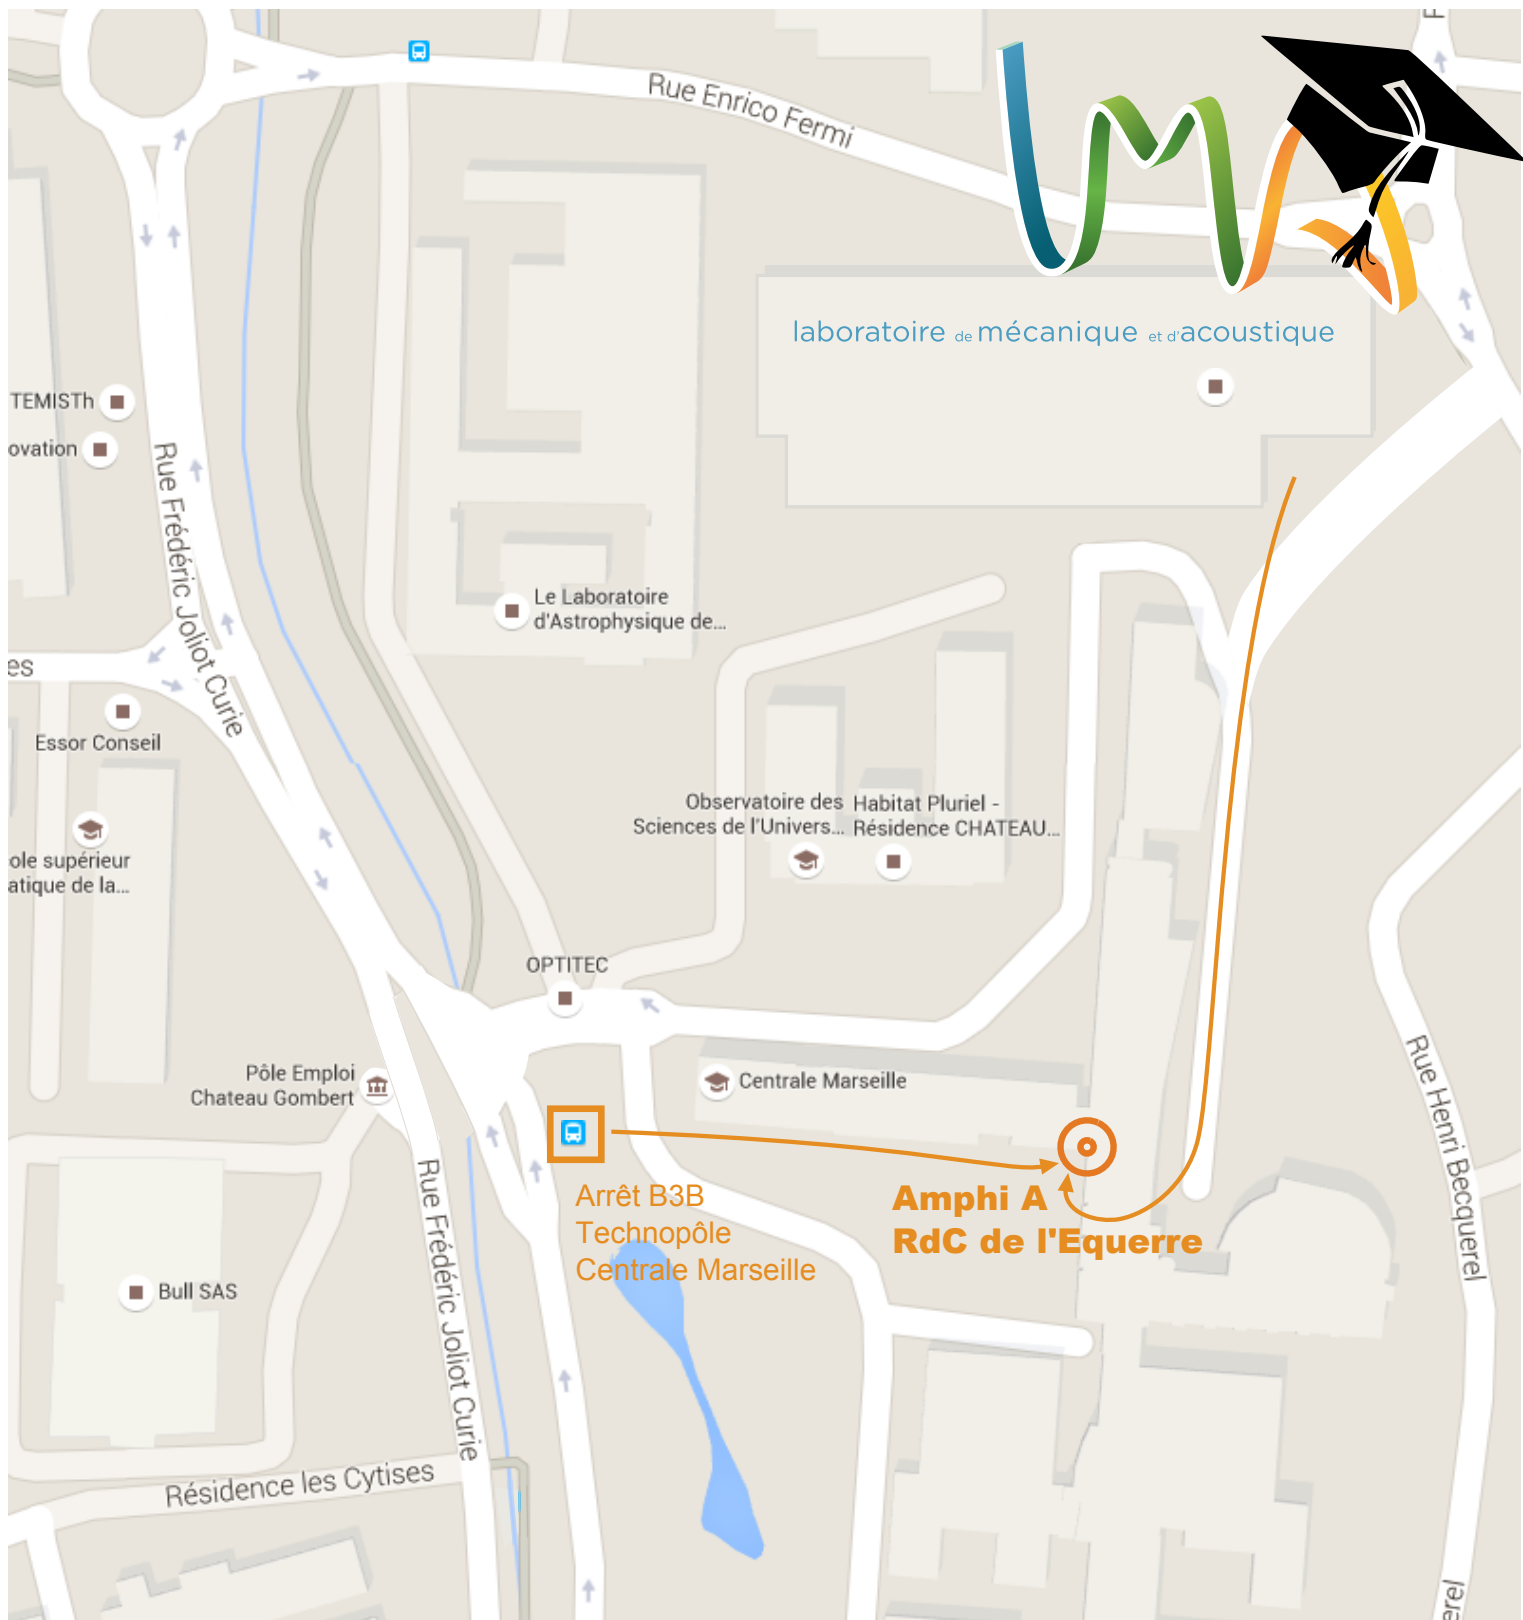 Rue Enrico Fermi
laboratoire de mécanique et d'acoustique
TEMISTh
ovation
Rue Frédéric Joliot Curie
Le Laboratoire
d'Astrophysique de...
es
Essor Conseil
Observatoire des
Sciences de l'Univers...
Habitat Pluriel -
Résidence CHATEAU...
ole supérieur
atique de la...
OPTITEC
Pôle Emploi
Chateau Gombert
Centrale Marseille
Rue Henri Becquerel
Arrêt B3B
Technopôle
Centrale Marseille
Amphi A
RdC de l'Equerre
Rue Frédéric Joliot Curie
Bull SAS
Résidence les Cytises